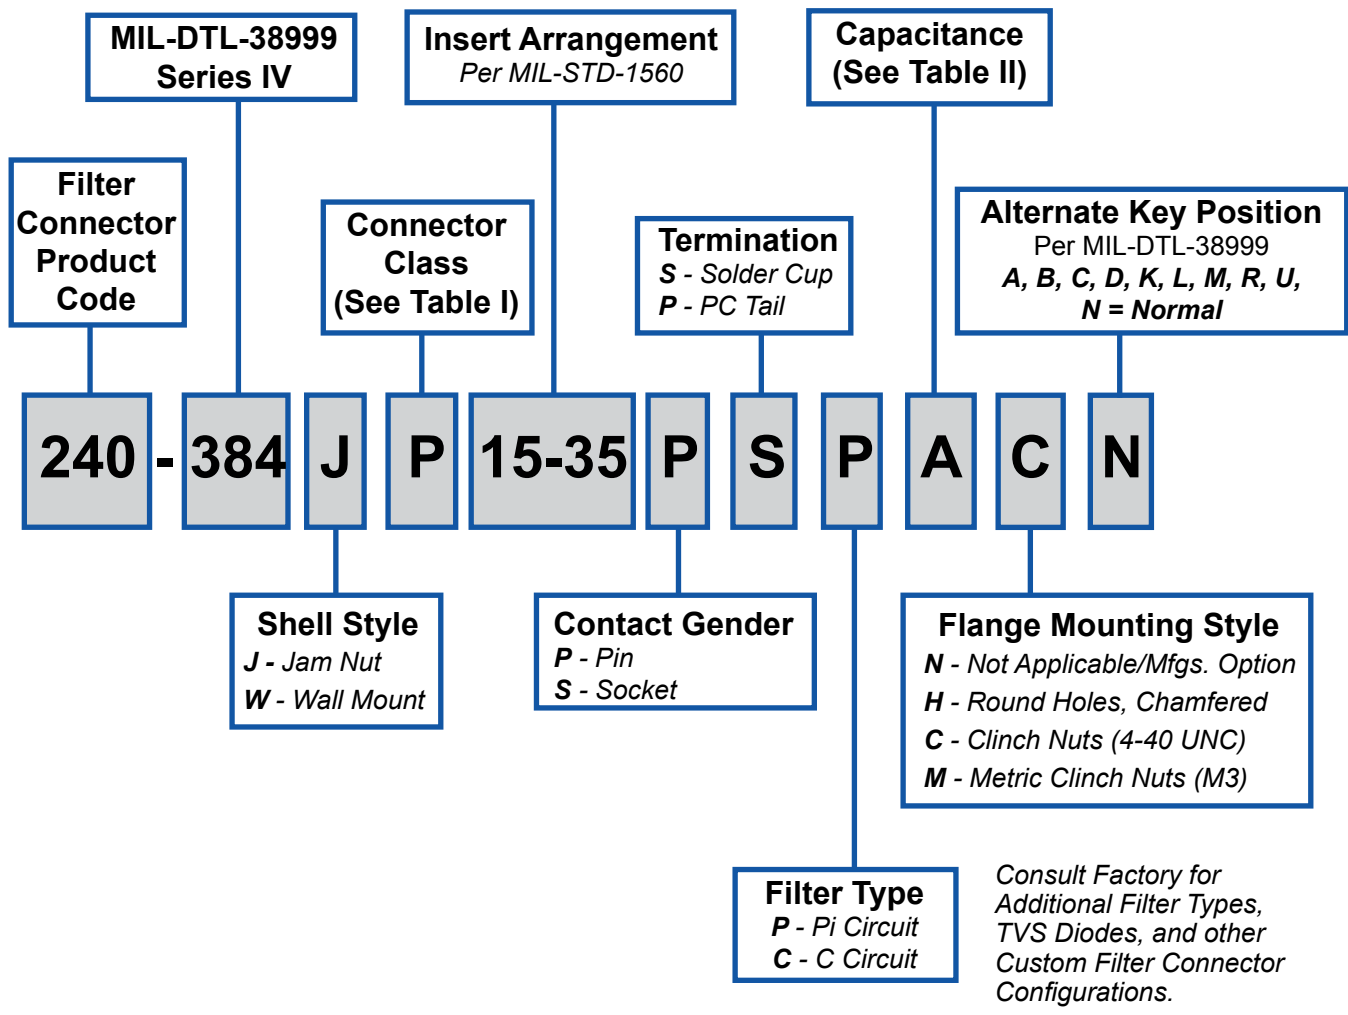 MIL-DTL-38999
Series IV
Insert Arrangement
Per MIL-STD-1560
Capacitance
(See Table II)
Filter
Connector
Product
Code
Connector
Class
(See Table I)
Termination
S - Solder Cup
P - PC Tail
Alternate Key Position
Per MIL-DTL-38999
A, B, C, D, K, L, M, R, U,
N = Normal
240 - 384 J P 15-35 P S P A C N
Shell Style
J - Jam Nut
W - Wall Mount
Contact Gender
P - Pin
S - Socket
Flange Mounting Style
N - Not Applicable/Mfgs. Option
H - Round Holes, Chamfered
C - Clinch Nuts (4-40 UNC)
M - Metric Clinch Nuts (M3)
Filter Type
P - Pi Circuit
C - C Circuit
Consult Factory for
Additional Filter Types,
TVS Diodes, and other
Custom Filter Connector
Configurations.